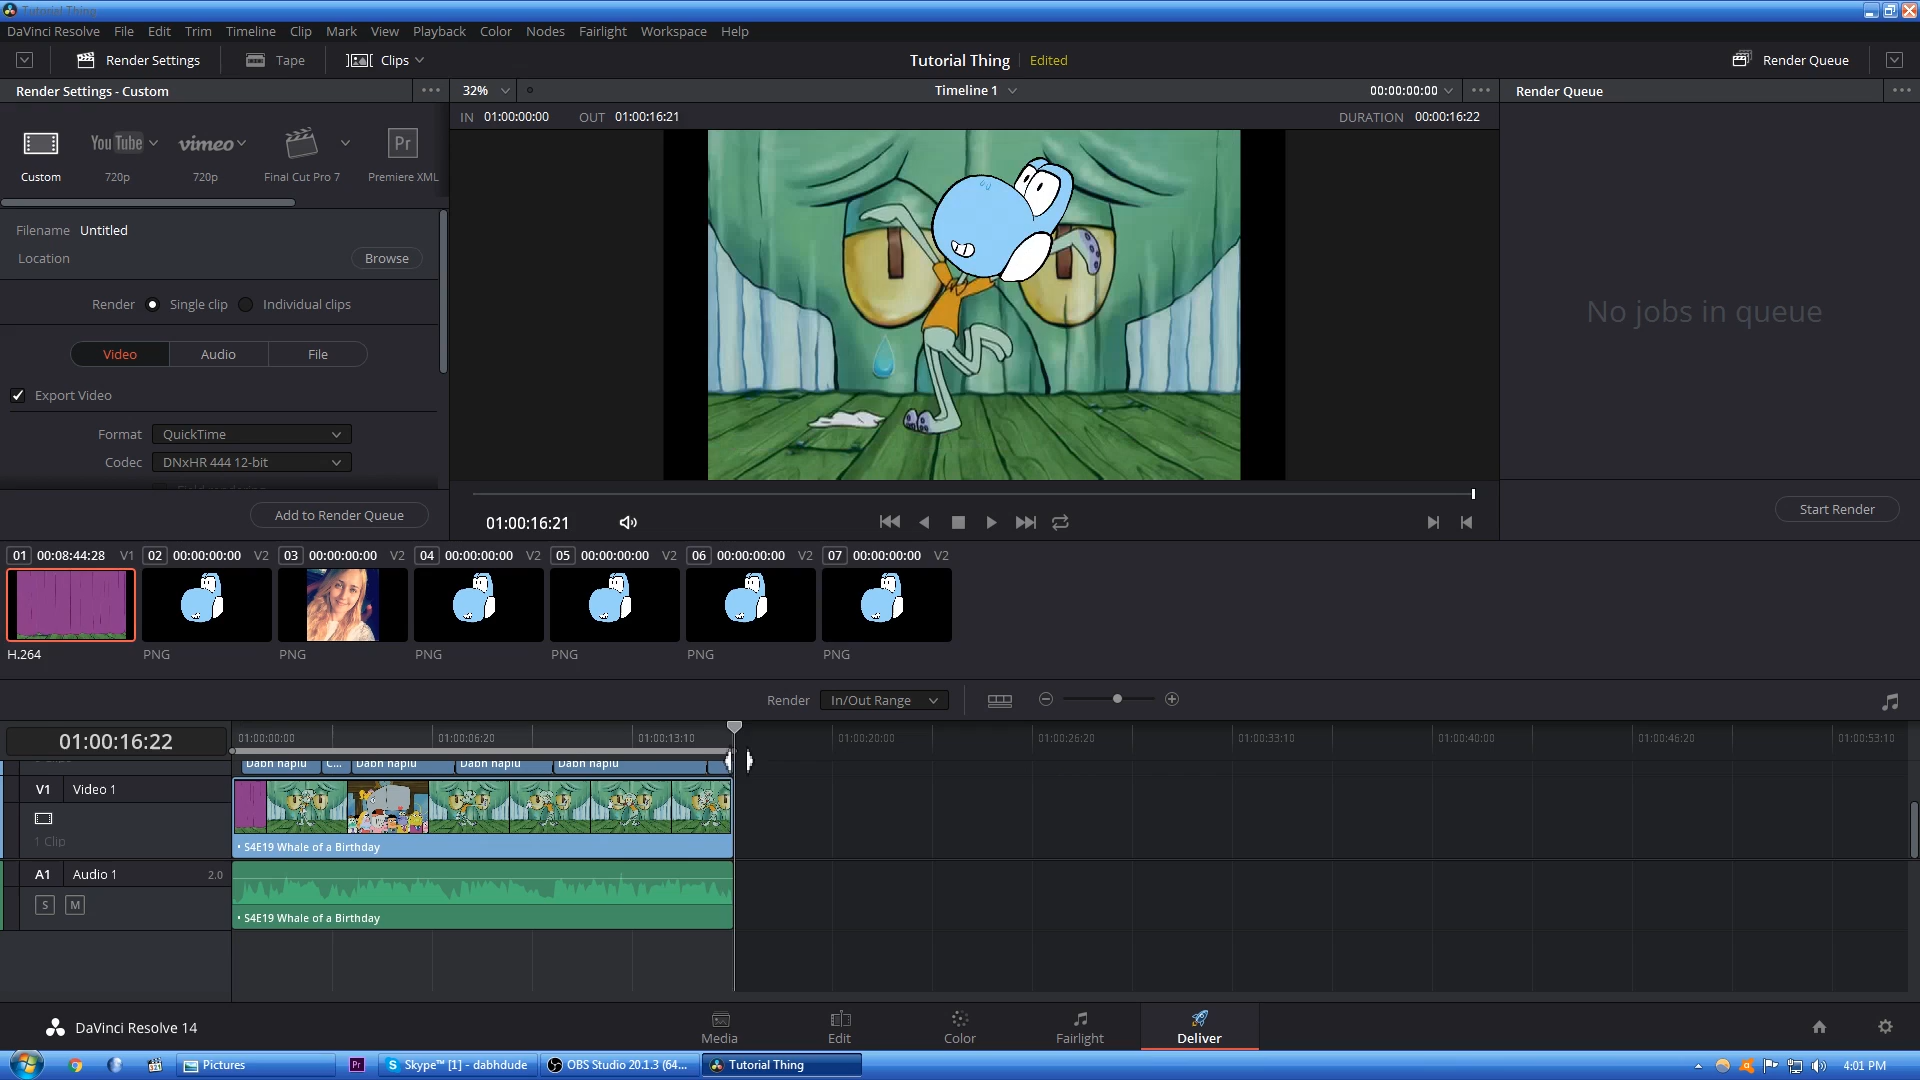 Tutorial Thing
DaVinci Resolve File Edit Trim Timeline Clip Mark View Playback Color Nodes Fairlight Workspace Help
Render Settings Tape Clips Tutorial Thing Edited Render Queue
Render Settings - Custom 32% Timeline 1 00:00:00:00 Render Queue
IN 01:00:00:00 OUT 01:00:16:21 DURATION 00:00:16:22
You Tube vimeo Pr
Custom 720p 720p Final Cut Pro 7 Premiere XML
Filename Untitled
Location Browse
Render Single clip Individual clips
No jobs in queue
Video Audio File
Export Video
Format QuickTime
Codec DNxHR 444 12-bit
Field rendering
Add to Render Queue
01:00:16:21
Start Render
01 00:08:44:28 V1 02 00:00:00:00 V2 03 00:00:00:00 V2 04 00:00:00:00 V2 05 00:00:00:00 V2 06 00:00:00:00 V2 07 00:00:00:00 V2
H.264 PNG PNG PNG PNG PNG PNG
Render In/Out Range
01:00:16:22 01:00:00:00 01:00:06:20 01:00:13:10 01:00:20:00 01:00:26:20 01:00:33:10 01:00:40:00 01:00:46:20 01:00:53:10
C...
V1 Video 1
1 Clip
• S4E19 Whale of a Birthday
A1 Audio 1 2.0
S M
• S4E19 Whale of a Birthday
DaVinci Resolve 14
Media Edit Color Fairlight Deliver
Pictures Pr Skype™ [1] - dabhdude OBS Studio 20.1.3 (64... Tutorial Thing 4:01 PM